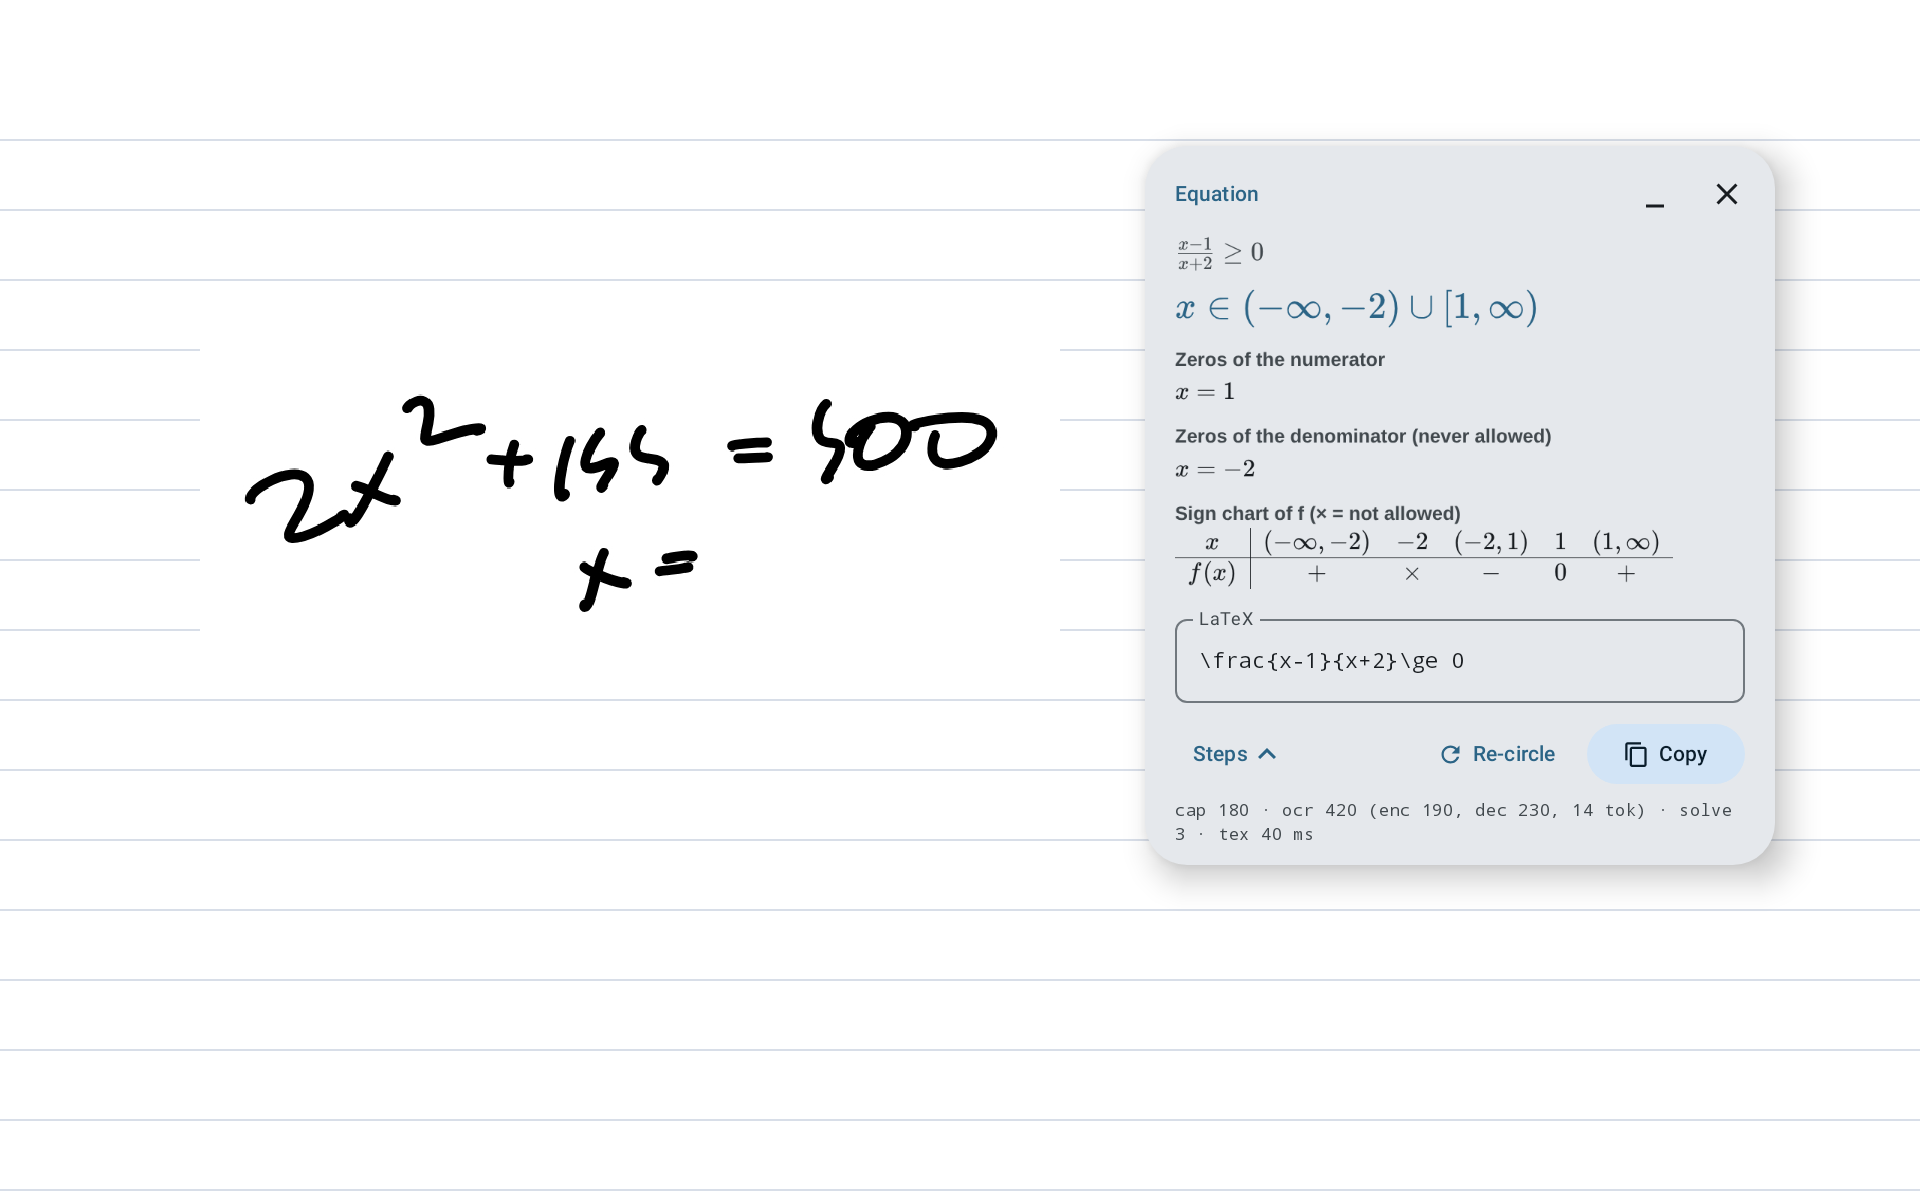 2x² + 155 = 500
x =
Equation
x−1/x+2 ≥ 0
x ∈ (−∞, −2) ∪ [1, ∞)
Zeros of the numerator
x = 1
Zeros of the denominator (never allowed)
x = −2
Sign chart of f (× = not allowed)
x (−∞, −2) −2 (−2, 1) 1 (1, ∞)
f(x) + × − 0 +
LaTeX
\frac{x-1}{x+2}\ge 0
Steps Re-circle Copy
cap 180 · ocr 420 (enc 190, dec 230, 14 tok) · solve
3 · tex 40 ms